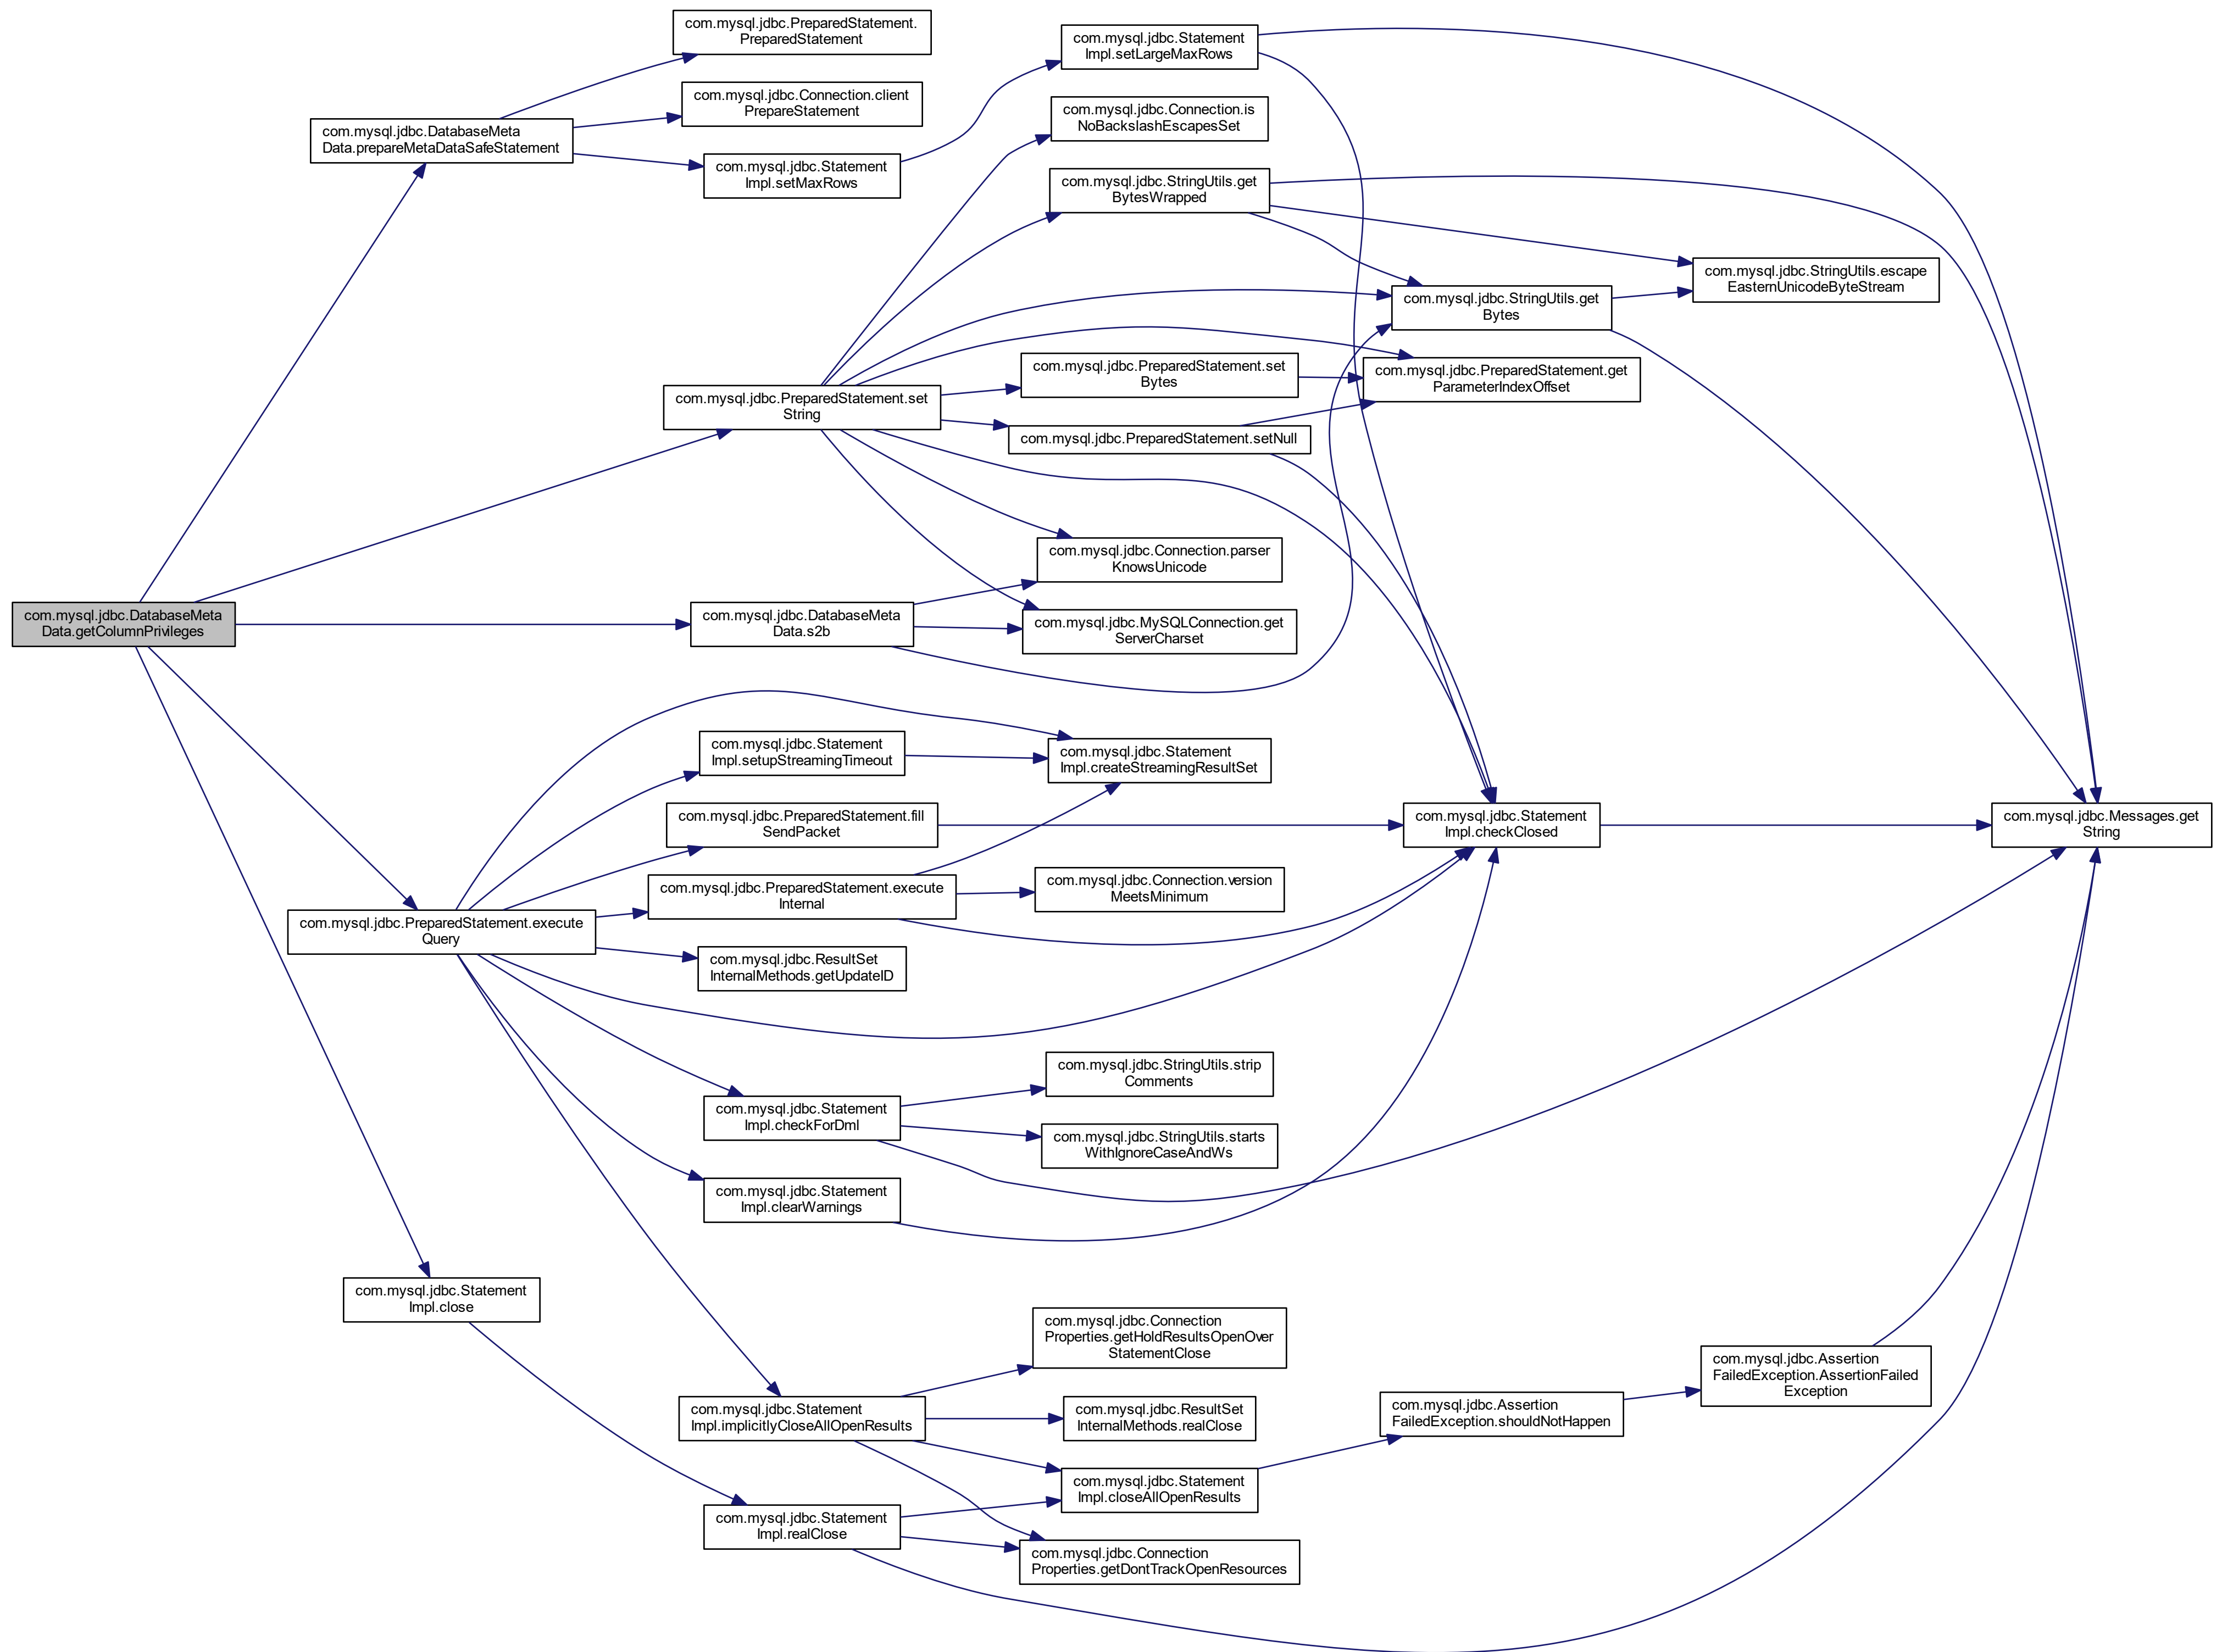 com.mysql.jdbc.PreparedStatement.
PreparedStatement
com.mysql.jdbc.Statement
Impl.setLargeMaxRows
com.mysql.jdbc.Connection.client
PrepareStatement
com.mysql.jdbc.Connection.is
NoBackslashEscapesSet
com.mysql.jdbc.DatabaseMeta
Data.prepareMetaDataSafeStatement
com.mysql.jdbc.Statement
Impl.setMaxRows
com.mysql.jdbc.StringUtils.get
BytesWrapped
com.mysql.jdbc.StringUtils.escape
EasternUnicodeByteStream
com.mysql.jdbc.StringUtils.get
Bytes
com.mysql.jdbc.PreparedStatement.set
Bytes
com.mysql.jdbc.PreparedStatement.get
ParameterIndexOffset
com.mysql.jdbc.PreparedStatement.set
String
com.mysql.jdbc.PreparedStatement.setNull
com.mysql.jdbc.Connection.parser
KnowsUnicode
com.mysql.jdbc.DatabaseMeta
Data.getColumnPrivileges
com.mysql.jdbc.DatabaseMeta
Data.s2b
com.mysql.jdbc.MySQLConnection.get
ServerCharset
com.mysql.jdbc.Statement
Impl.setupStreamingTimeout
com.mysql.jdbc.Statement
Impl.createStreamingResultSet
com.mysql.jdbc.PreparedStatement.fill
SendPacket
com.mysql.jdbc.Statement
Impl.checkClosed
com.mysql.jdbc.Messages.get
String
com.mysql.jdbc.PreparedStatement.execute
Internal
com.mysql.jdbc.Connection.version
MeetsMinimum
com.mysql.jdbc.PreparedStatement.execute
Query
com.mysql.jdbc.ResultSet
InternalMethods.getUpdateID
com.mysql.jdbc.StringUtils.strip
Comments
com.mysql.jdbc.Statement
Impl.checkForDml
com.mysql.jdbc.StringUtils.starts
WithIgnoreCaseAndWs
com.mysql.jdbc.Statement
Impl.clearWarnings
com.mysql.jdbc.Statement
Impl.close
com.mysql.jdbc.Connection
Properties.getHoldResultsOpenOver
StatementClose
com.mysql.jdbc.Assertion
FailedException.AssertionFailed
Exception
com.mysql.jdbc.Statement
Impl.implicitlyCloseAllOpenResults
com.mysql.jdbc.ResultSet
InternalMethods.realClose
com.mysql.jdbc.Assertion
FailedException.shouldNotHappen
com.mysql.jdbc.Statement
Impl.closeAllOpenResults
com.mysql.jdbc.Statement
Impl.realClose
com.mysql.jdbc.Connection
Properties.getDontTrackOpenResources